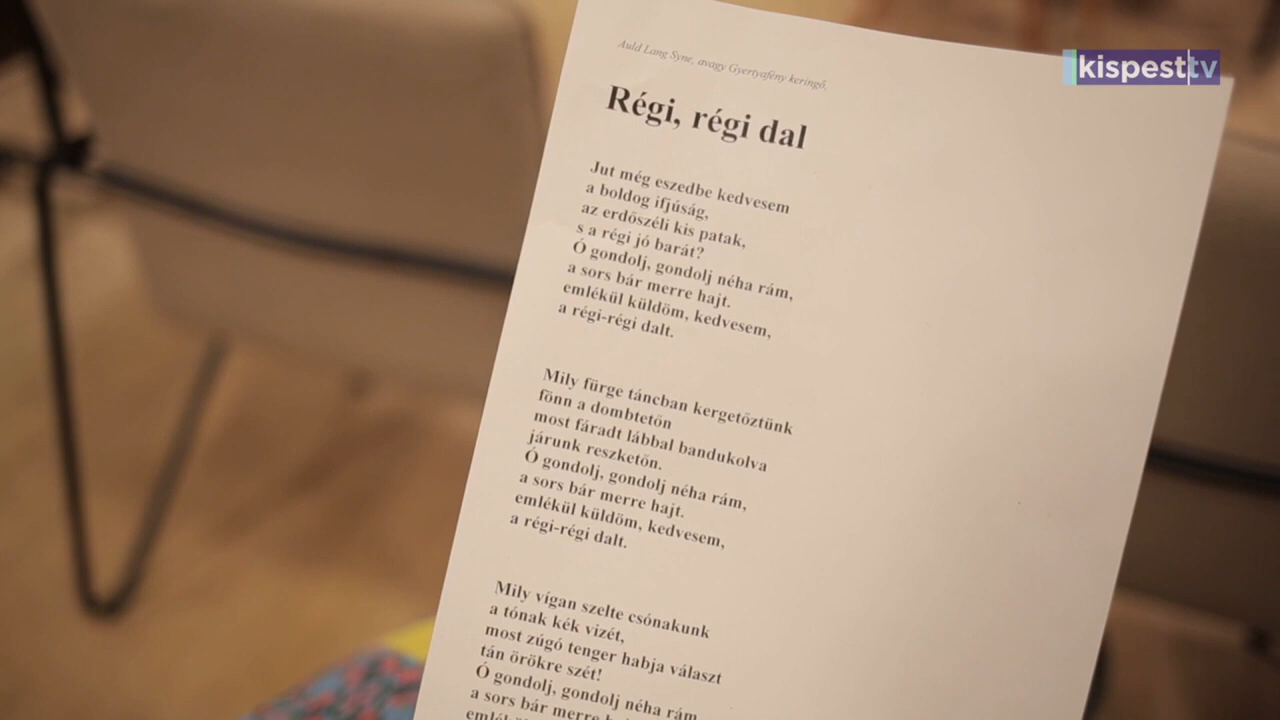 kispesttv
Auld Lang Syne, avagy Gyertyafény keringő.
Régi, régi dal
Jut még eszedbe kedvesem
a boldog ifjúság,
az erdőszéli kis patak,
s a régi jó barát?
Ó gondolj, gondolj néha rám,
a sors bár merre hajt.
emlékül küldöm, kedvesem,
a régi-régi dalt.
Mily fürge táncban kergetőztünk
fönn a dombtetőn
most fáradt lábbal bandukolva
járunk reszketőn.
Ó gondolj, gondolj néha rám,
a sors bár merre hajt.
emlékül küldöm, kedvesem,
a régi-régi dalt.
Mily vígan szelte csónakunk
a tónak kék vizét,
most zúgó tenger habja választ
tán örökre szét!
Ó gondolj, gondolj néha rám,
a sors bár merre